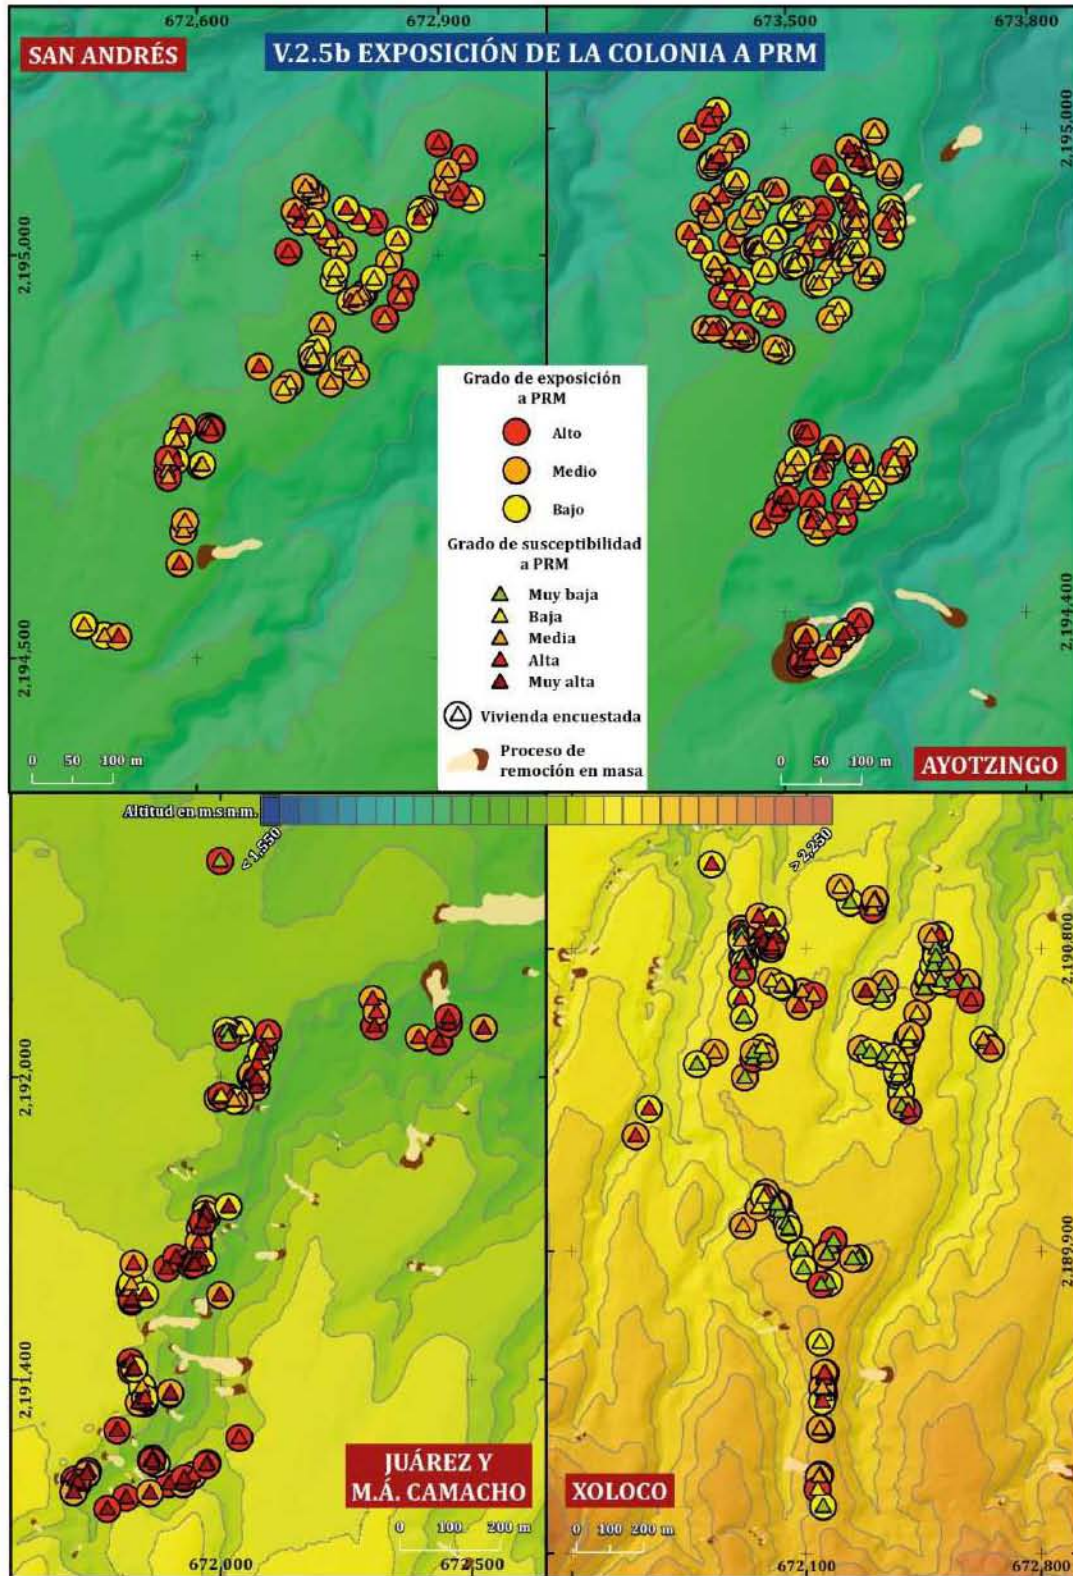 672,600
672,900
673,500
673,800
SAN ANDRÉS
V.2.5b EXPOSICIÓN DE LA COLONIA A PRM
2,195,000
2,195,000
Grado de exposición
a PRM
Alto
Medio
Bajo
Grado de susceptibilidad
a PRM
Muy baja
Baja
Media
Alta
Muy alta
Vivienda encuestada
Proceso de
remoción en masa
2,194,500
2,194,400
0 50 100 m
0 50 100 m
AYOTZINGO
Altitud en m.s.n.m.
< 1,550
> 2,250
2,190,800
2,192,000
2,189,900
2,191,400
JUÁREZ Y
M.Á. CAMACHO
XOLOCO
0 100 200 m
0 100 200 m
672,000
672,500
672,100
672,800